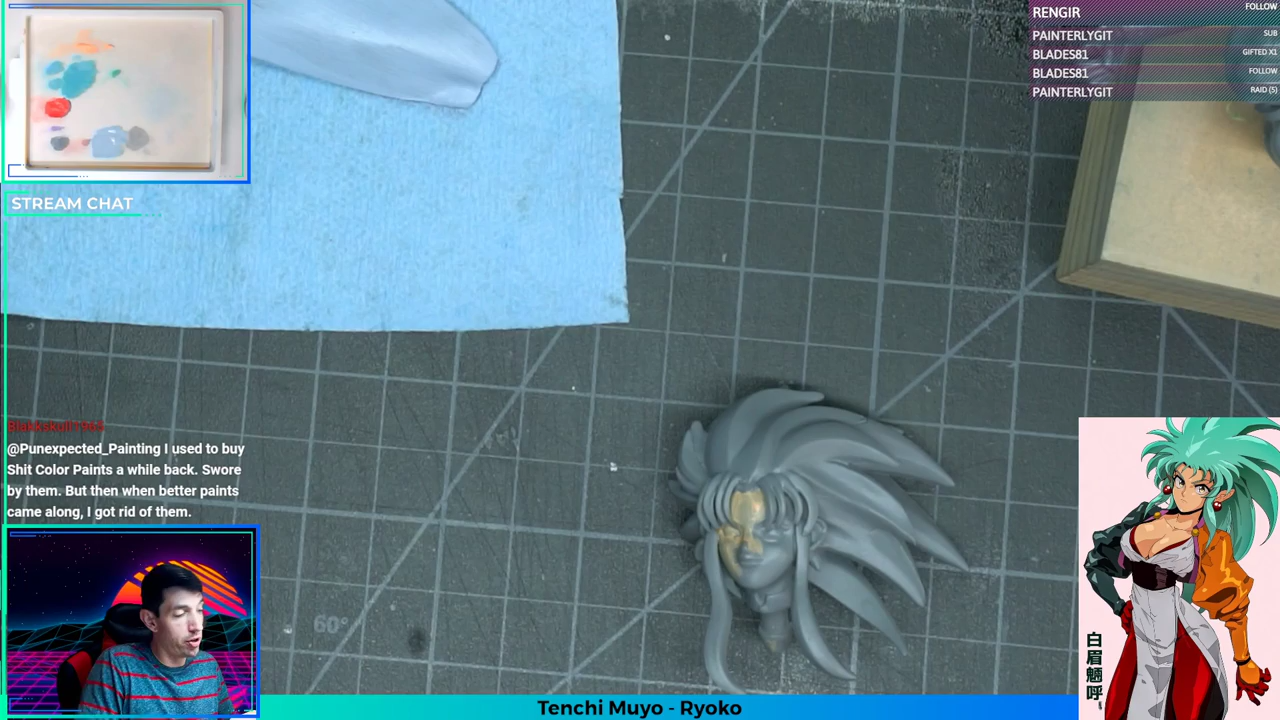 RENGIR FOLLOW
PAINTERLYGIT SUB
BLADES81 GIFTED X1
BLADES81 FOLLOW
PAINTERLYGIT RAID (5)
STREAM CHAT
@Punexpected_Painting I used to buy
Shit Color Paints a while back. Swore
by them. But then when better paints
came along, I got rid of them.
60°
白
眉
魎
呼
Tenchi Muyo - Ryoko